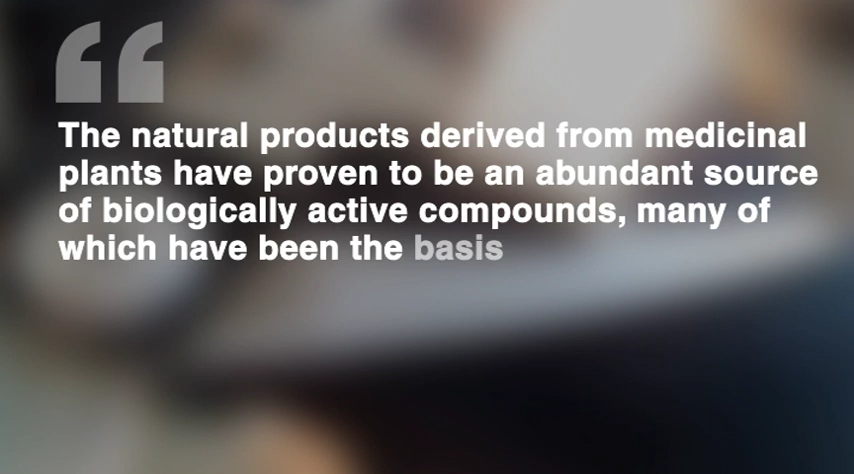 “
The natural products derived from medicinal
plants have proven to be an abundant source
of biologically active compounds, many of
which have been the basis